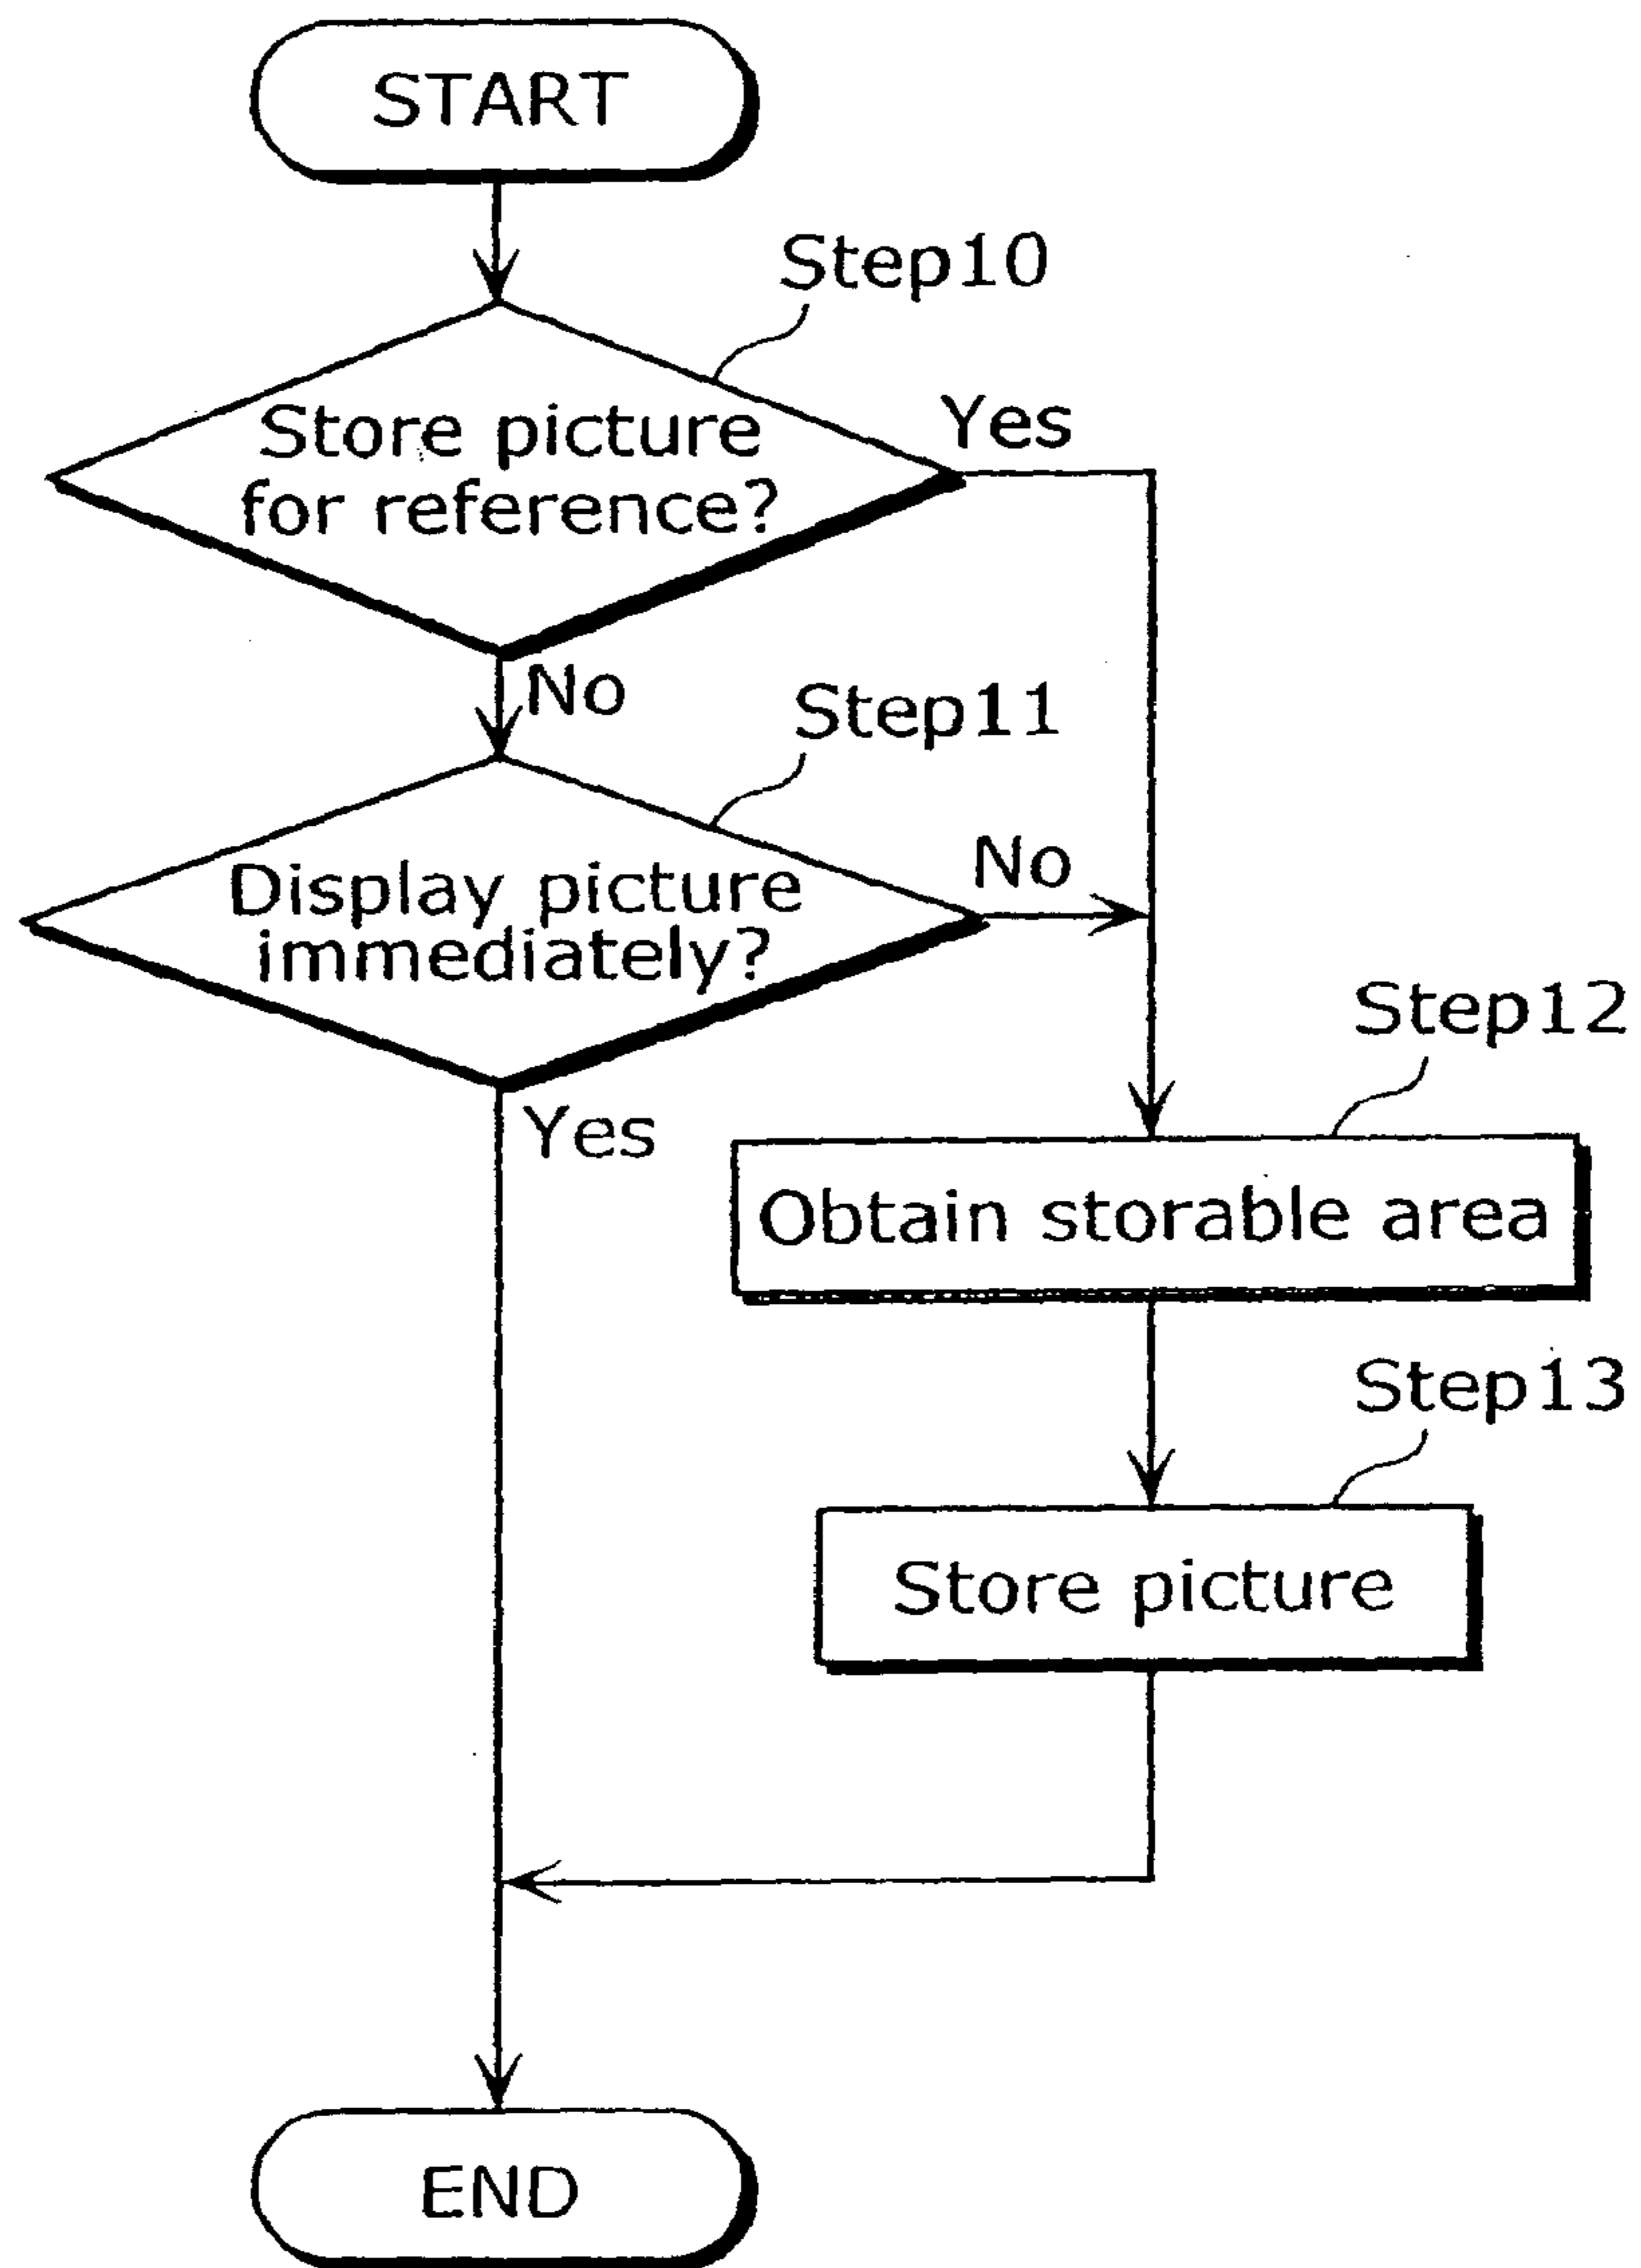 START
Step10
Store picture
for reference?
Yes
No
Step11
Display picture
immediately?
No
Yes
Step12
Obtain storable area
Step13
Store picture
END